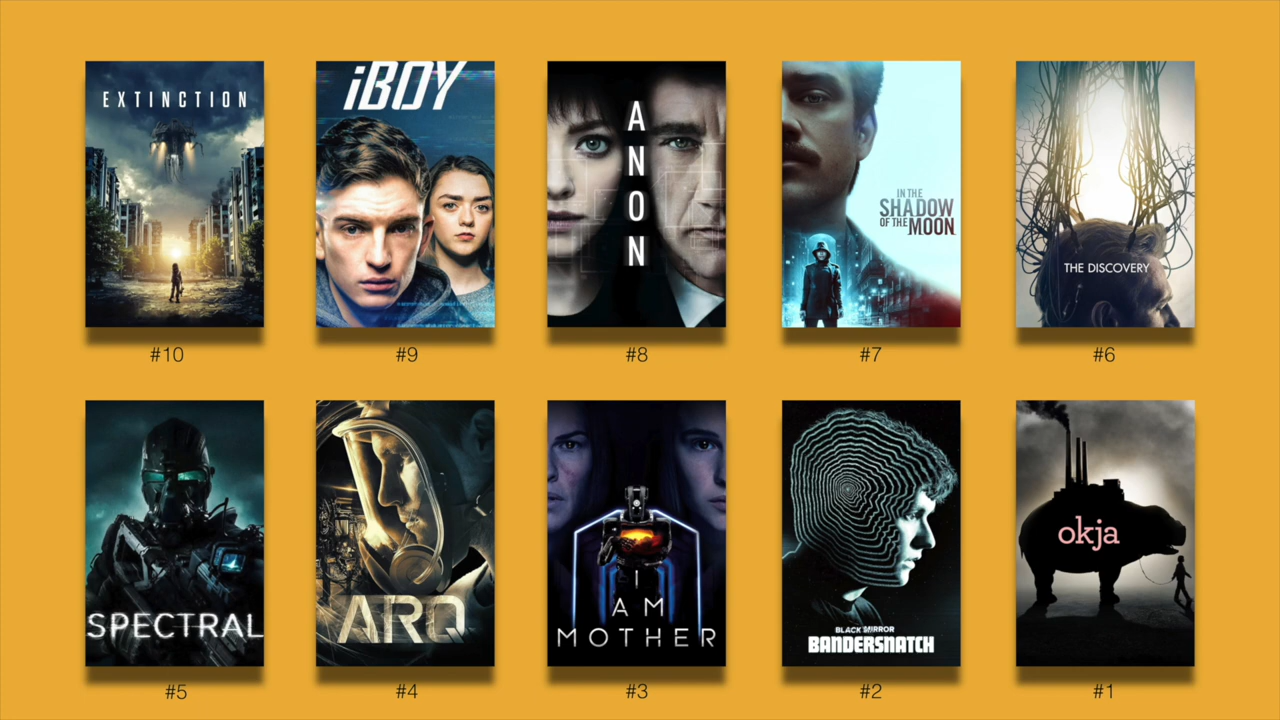 EXTINCTION
iBOY
ANON
IN THE
SHADOW
OF THE MOON
THE DISCOVERY
#10
#9
#8
#7
#6
SPECTRAL
ARQ
I
AM
MOTHER
BLACK MIRROR
BANDERSNATCH
okja
#5
#4
#3
#2
#1